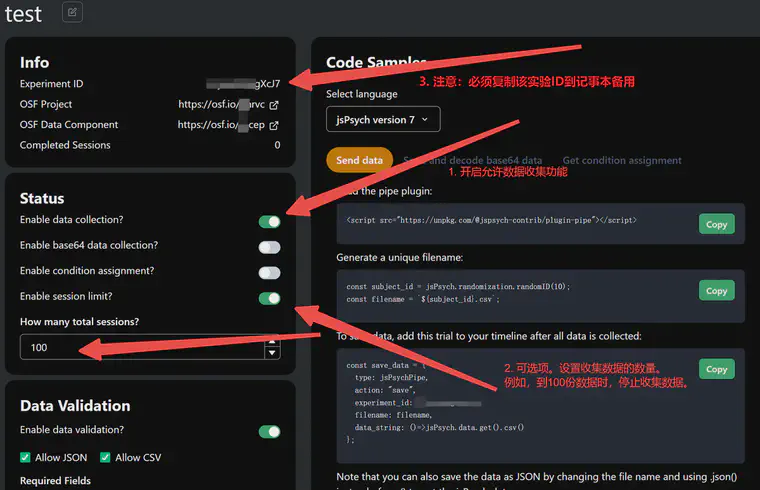 test
Info
Experiment ID gXcJ7
OSF Project https://osf.io/ arvc
OSF Data Component https://osf.io/ cep
Completed Sessions 0
Status
Enable data collection?
Enable base64 data collection?
Enable condition assignment?
Enable session limit?
How many total sessions?
100
Data Validation
Enable data validation?
Allow JSON Allow CSV
Required Fields
Code Samples
3. 注意：必须复制该实验ID到记事本备用
Select language
jsPsych version 7
Send data and decode base64 data Get condition assignment
1. 开启允许数据收集功能
the pipe plugin:
<script src="https://unpkg.com/@jspsych-contrib/plugin-pipe"></script>
Copy
Generate a unique filename:
const subject_id = jsPsych.randomization.randomID(10);
const filename = `${subject_id}.csv`;
Copy
To save data, add this trial to your timeline after all data is collected:
const save_data = {
type: jsPsychPipe,
action: "save",
experiment_id:
filename: filename,
data_string: ()=>jsPsych.data.get().csv()
};
Copy
2. 可选项。设置收集数据的数量。
例如，到100份数据时，停止收集数据。
Note that you can also save the data as JSON by changing the file name and using .json()